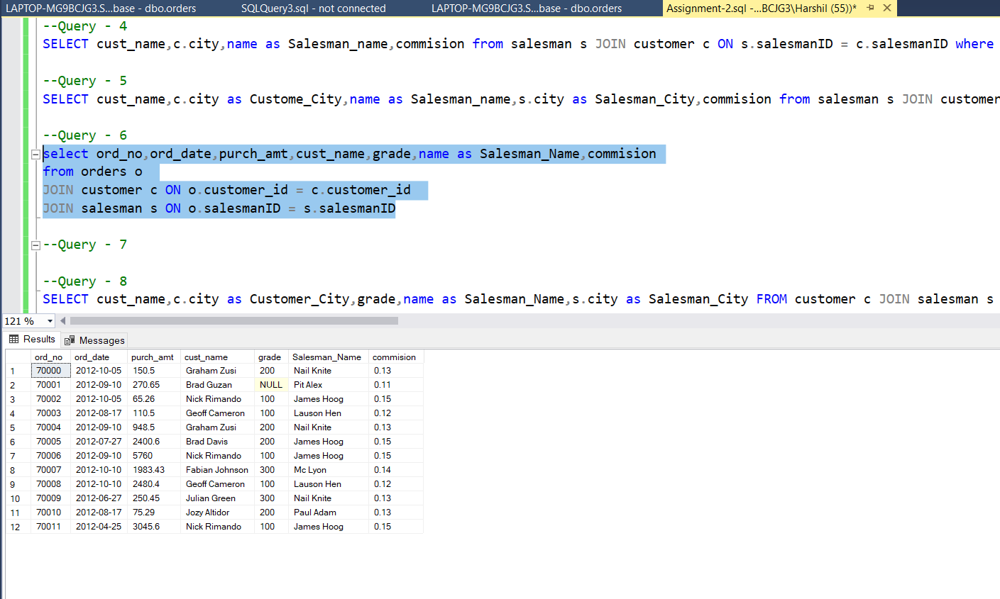 LAPTOP-MG9BCJG3.S...base - dbo.orders SQLQuery3.sql - not connected LAPTOP-MG9BCJG3.S...base - dbo.orders Assignment-2.sql -...BCJG3\Harshil (55))*
--Query - 4
SELECT cust_name,c.city,name as Salesman_name,commision from salesman s JOIN customer c ON s.salesmanID = c.salesmanID where
--Query - 5
SELECT cust_name,c.city as Custome_City,name as Salesman_name,s.city as Salesman_City,commision from salesman s JOIN customer
--Query - 6
select ord_no,ord_date,purch_amt,cust_name,grade,name as Salesman_Name,commision
from orders o
JOIN customer c ON o.customer_id = c.customer_id
JOIN salesman s ON o.salesmanID = s.salesmanID
--Query - 7
--Query - 8
SELECT cust_name,c.city as Customer_City,grade,name as Salesman_Name,s.city as Salesman_City FROM customer c JOIN salesman s
121 %
Results Messages
ord_no ord_date purch_amt cust_name grade Salesman_Name commision
1 70000 2012-10-05 150.5 Graham Zusi 200 Nail Knite 0.13
2 70001 2012-09-10 270.65 Brad Guzan NULL Pit Alex 0.11
3 70002 2012-10-05 65.26 Nick Rimando 100 James Hoog 0.15
4 70003 2012-08-17 110.5 Geoff Cameron 100 Lauson Hen 0.12
5 70004 2012-09-10 948.5 Graham Zusi 200 Nail Knite 0.13
6 70005 2012-07-27 2400.6 Brad Davis 200 James Hoog 0.15
7 70006 2012-09-10 5760 Nick Rimando 100 James Hoog 0.15
8 70007 2012-10-10 1983.43 Fabian Johnson 300 Mc Lyon 0.14
9 70008 2012-10-10 2480.4 Geoff Cameron 100 Lauson Hen 0.12
10 70009 2012-06-27 250.45 Julian Green 300 Nail Knite 0.13
11 70010 2012-08-17 75.29 Jozy Altidor 200 Paul Adam 0.13
12 70011 2012-04-25 3045.6 Nick Rimando 100 James Hoog 0.15